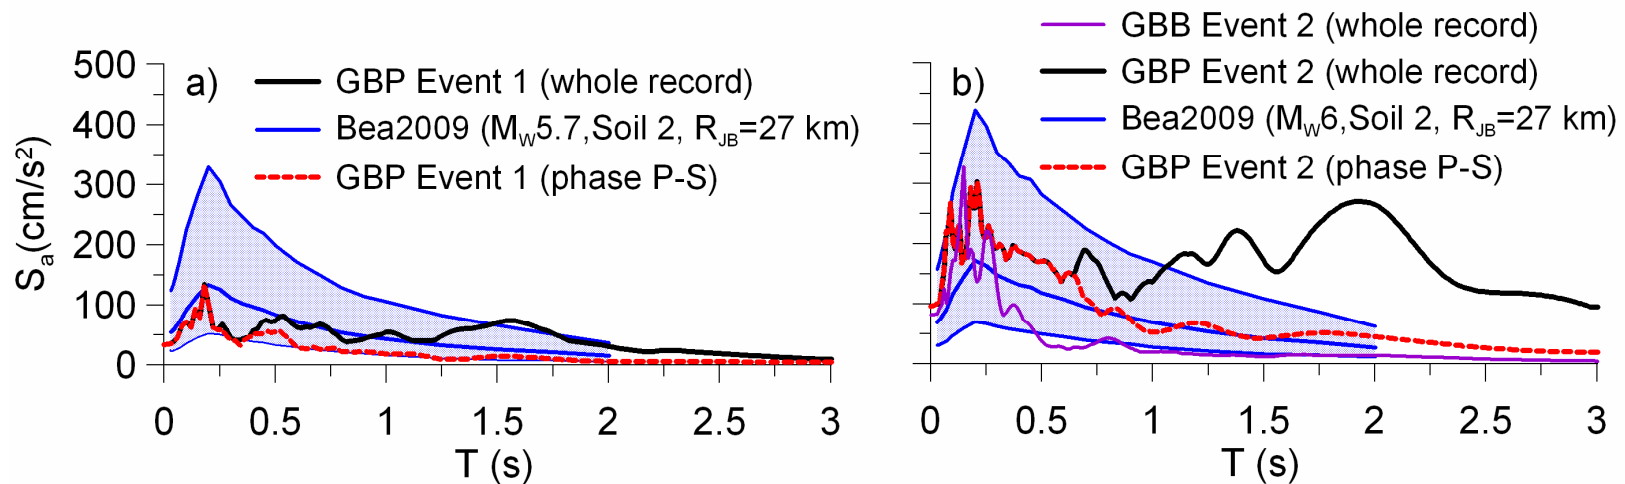 a)
GBP Event 1 (whole record)
Bea2009 (MW5.7,Soil 2, RJB=27 km)
GBP Event 1 (phase P-S)
Sa(cm/s²)
500
400
300
200
100
0
0 0.5 1 1.5 2 2.5 3
T (s)
b)
GBB Event 2 (whole record)
GBP Event 2 (whole record)
Bea2009 (MW6,Soil 2, RJB=27 km)
GBP Event 2 (phase P-S)
0 0.5 1 1.5 2 2.5 3
T (s)